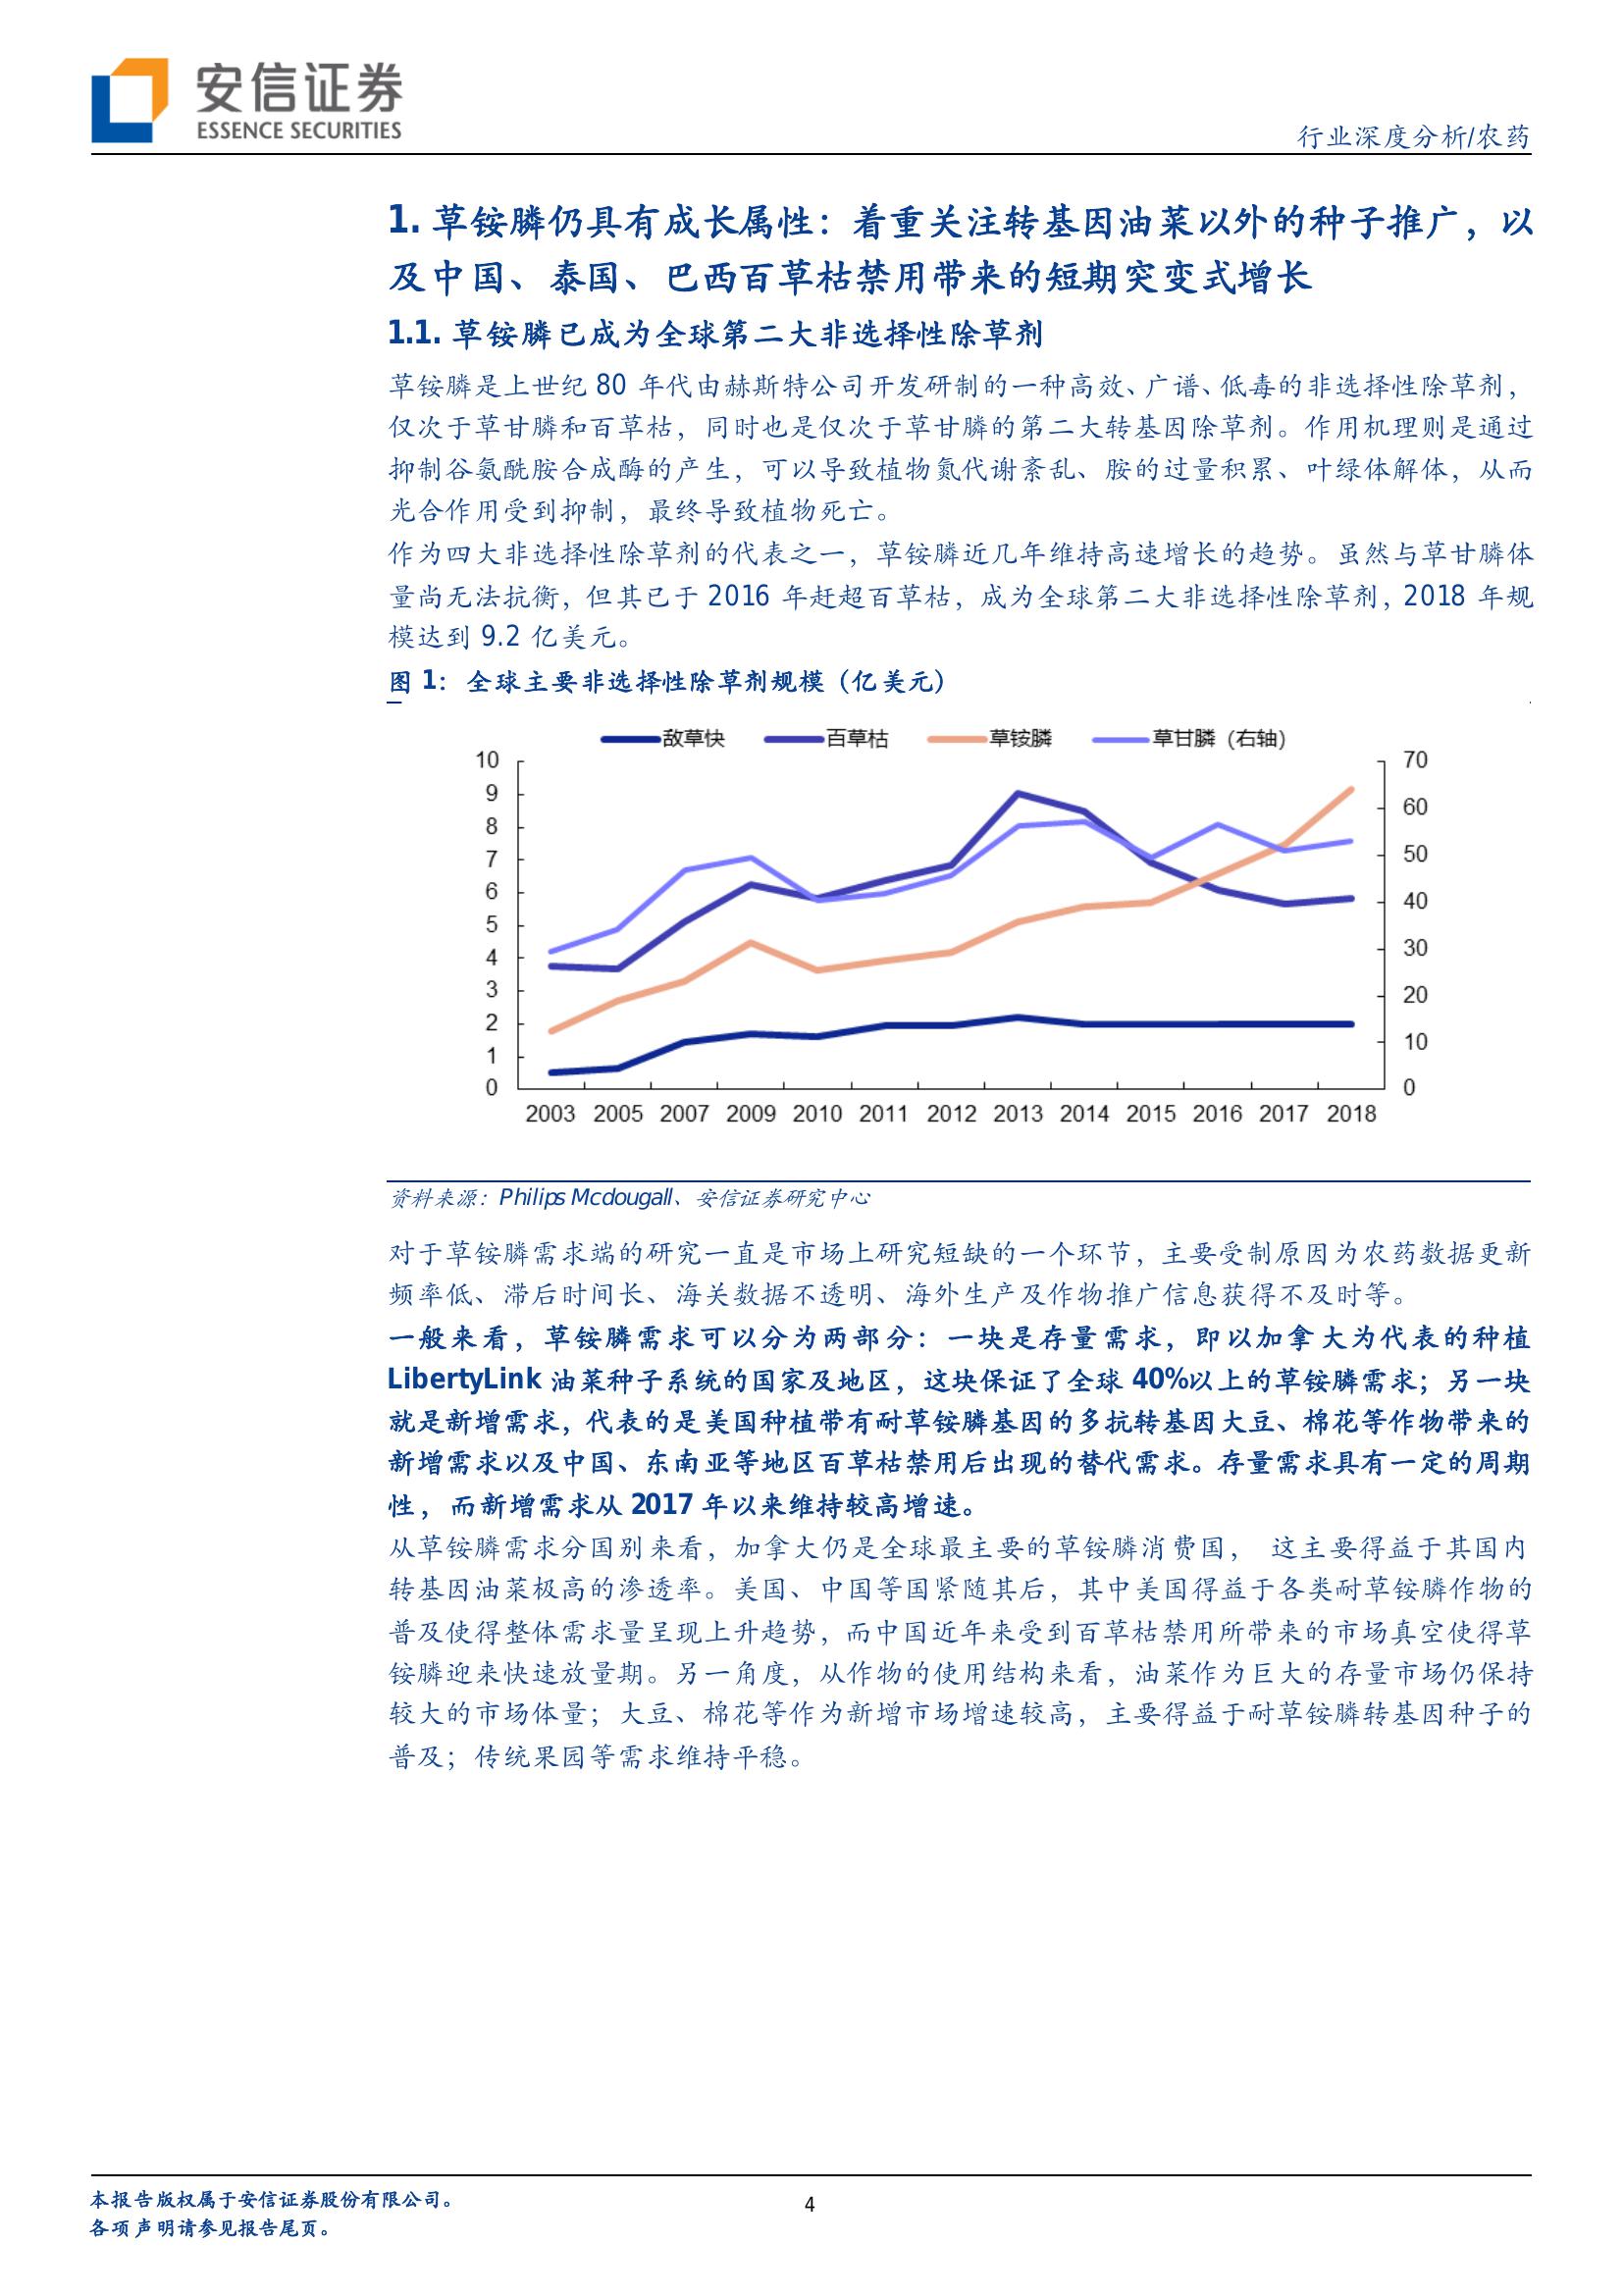 安信证券
ESSENCE SECURITIES
行业深度分析/农药
1. 草铵膦仍具有成长属性：着重关注转基因油菜以外的种子推广，以
及中国、泰国、巴西百草枯禁用带来的短期突变式增长
1.1. 草铵膦已成为全球第二大非选择性除草剂
草铵膦是上世纪 80 年代由赫斯特公司开发研制的一种高效、广谱、低毒的非选择性除草剂，
仅次于草甘膦和百草枯，同时也是仅次于草甘膦的第二大转基因除草剂。作用机理则是通过
抑制谷氨酰胺合成酶的产生，可以导致植物氮代谢紊乱、胺的过量积累、叶绿体解体，从而
光合作用受到抑制，最终导致植物死亡。
作为四大非选择性除草剂的代表之一，草铵膦近几年维持高速增长的趋势。虽然与草甘膦体
量尚无法抗衡，但其已于 2016 年赶超百草枯，成为全球第二大非选择性除草剂，2018 年规
模达到 9.2 亿美元。
图 1：全球主要非选择性除草剂规模（亿美元）
敌草快 百草枯 草铵膦 草甘膦（右轴）
10 70
9 60
8
7 50
6 40
5
4 30
3 20
2 10
1
0 0
2003 2005 2007 2009 2010 2011 2012 2013 2014 2015 2016 2017 2018
资料来源：Philips Mcdougall、安信证券研究中心
对于草铵膦需求端的研究一直是市场上研究短缺的一个环节，主要受制原因为农药数据更新
频率低、滞后时间长、海关数据不透明、海外生产及作物推广信息获得不及时等。
一般来看，草铵膦需求可以分为两部分：一块是存量需求，即以加拿大为代表的种植
LibertyLink 油菜种子系统的国家及地区，这块保证了全球 40%以上的草铵膦需求；另一块
就是新增需求，代表的是美国种植带有耐草铵膦基因的多抗转基因大豆、棉花等作物带来的
新增需求以及中国、东南亚等地区百草枯禁用后出现的替代需求。存量需求具有一定的周期
性，而新增需求从 2017 年以来维持较高增速。
从草铵膦需求分国别来看，加拿大仍是全球最主要的草铵膦消费国， 这主要得益于其国内
转基因油菜极高的渗透率。美国、中国等国紧随其后，其中美国得益于各类耐草铵膦作物的
普及使得整体需求量呈现上升趋势，而中国近年来受到百草枯禁用所带来的市场真空使得草
铵膦迎来快速放量期。另一角度，从作物的使用结构来看，油菜作为巨大的存量市场仍保持
较大的市场体量；大豆、棉花等作为新增市场增速较高，主要得益于耐草铵膦转基因种子的
普及；传统果园等需求维持平稳。
本报告版权属于安信证券股份有限公司。
各项声明请参见报告尾页。
4